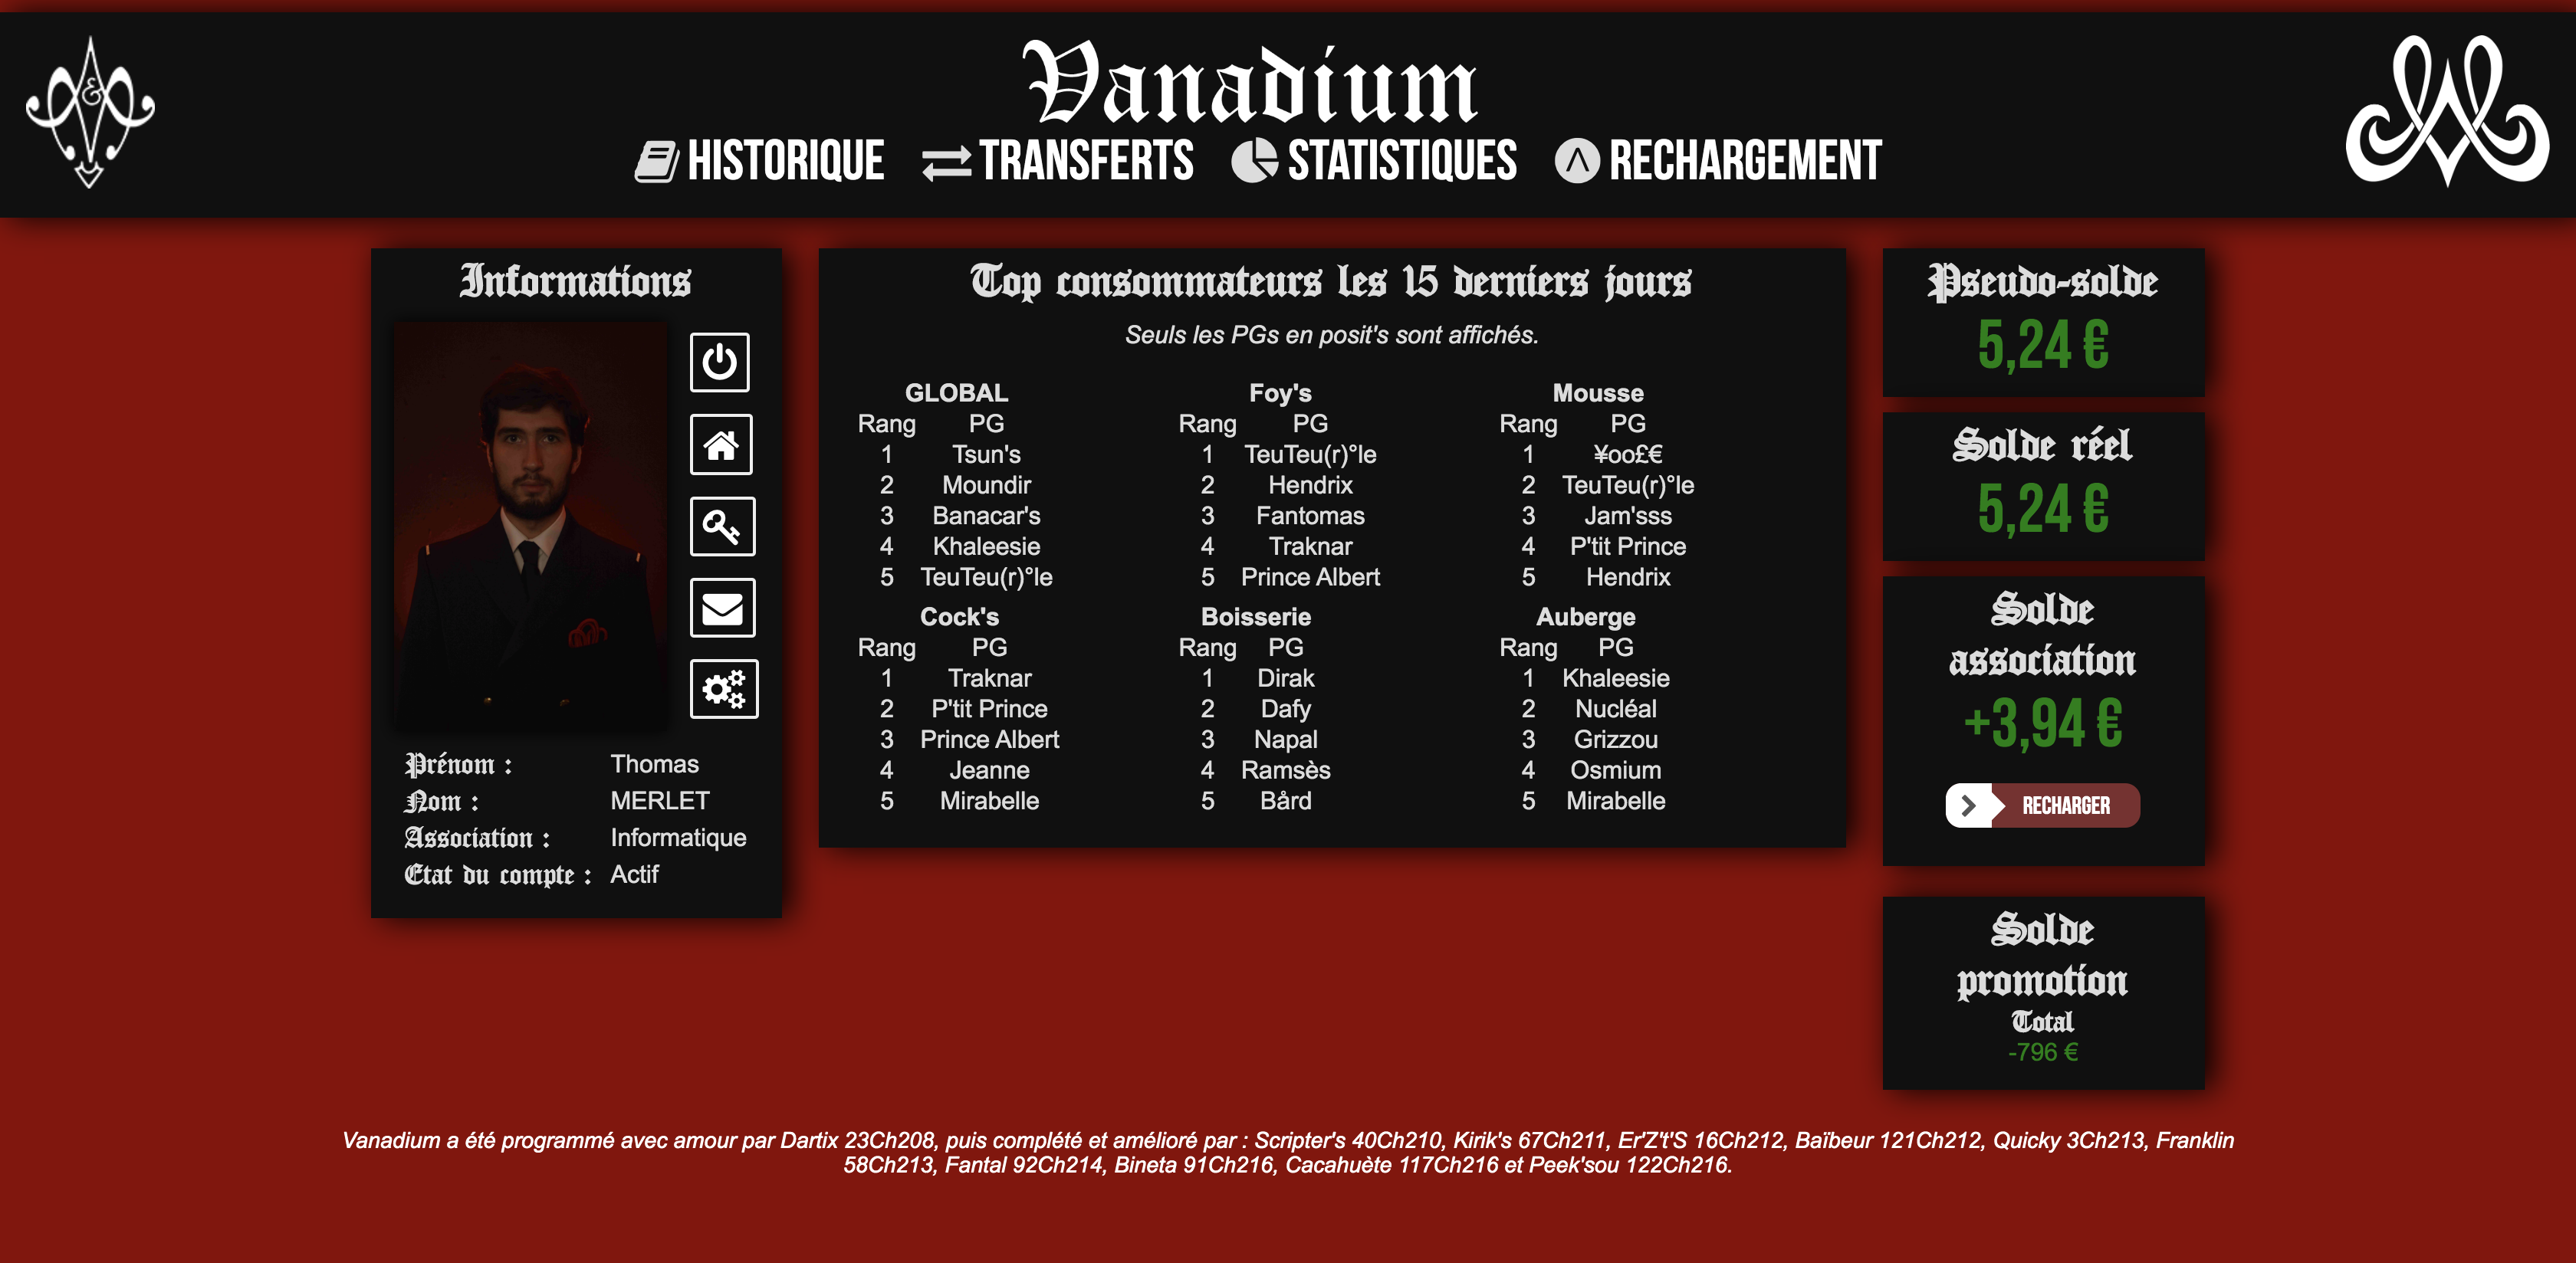 Vanadium
HISTORIQUE TRANSFERTS STATISTIQUES RECHARGEMENT
Informations
Prénom : Thomas
Nom : MERLET
Association : Informatique
Etat du compte : Actif
Top consommateurs les 15 derniers jours
Seuls les PGs en posit's sont affichés.
GLOBAL
Rang PG
1 Tsun's
2 Moundir
3 Banacar's
4 Khaleesie
5 TeuTeu(r)°le
Foy's
Rang PG
1 TeuTeu(r)°le
2 Hendrix
3 Fantomas
4 Traknar
5 Prince Albert
Mousse
Rang PG
1 ¥oo£€
2 TeuTeu(r)°le
3 Jam'sss
4 P'tit Prince
5 Hendrix
Cock's
Rang PG
1 Traknar
2 P'tit Prince
3 Prince Albert
4 Jeanne
5 Mirabelle
Boisserie
Rang PG
1 Dirak
2 Dafy
3 Napal
4 Ramsès
5 Bård
Auberge
Rang PG
1 Khaleesie
2 Nucléal
3 Grizzou
4 Osmium
5 Mirabelle
Pseudo-solde
5,24 €
Solde réel
5,24 €
Solde
association
+3,94 €
RECHARGER
Solde
promotion
Total
-796 €
Vanadium a été programmé avec amour par Dartix 23Ch208, puis complété et amélioré par : Scripter's 40Ch210, Kirik's 67Ch211, Er'Z't'S 16Ch212, Baïbeur 121Ch212, Quicky 3Ch213, Franklin
58Ch213, Fantal 92Ch214, Bineta 91Ch216, Cacahuète 117Ch216 et Peek'sou 122Ch216.